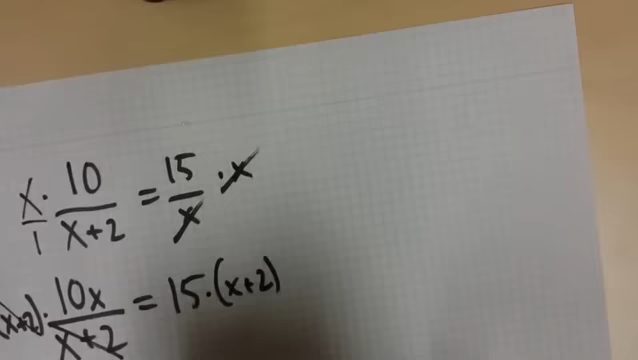 x/1 · 10/(x+2) = 15/x · x
(x+2) · 10x/(x+2) = 15·(x+2)